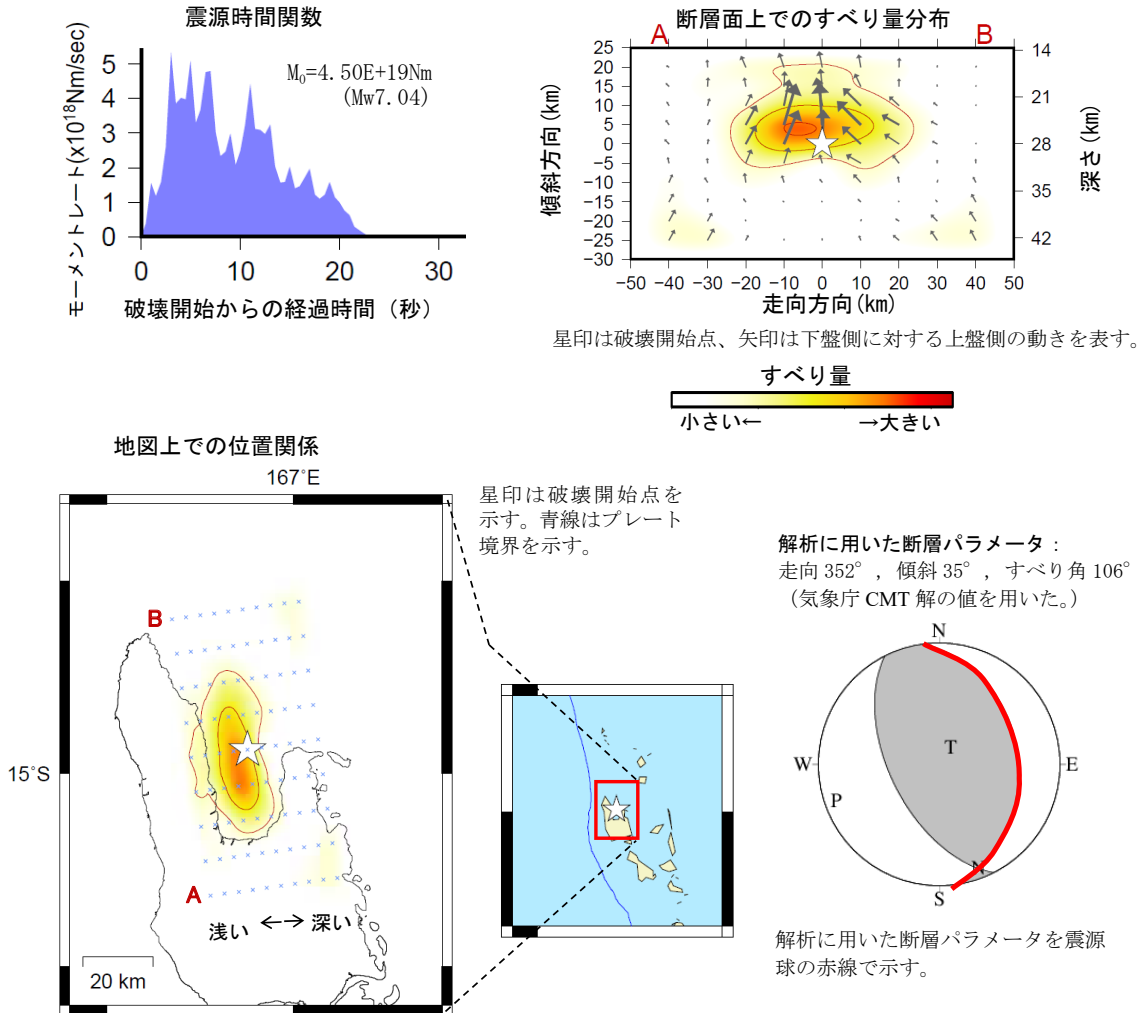 震源時間関数
モーメントレート(x10¹⁸Nm/sec)
5
4
3
2
1
0
M₀=4.50E+19Nm
(Mw7.04)
0 10 20 30
破壊開始からの経過時間（秒）
断層面上でのすべり量分布
A B
傾斜方向(km)
25
20
15
10
5
0
−5
−10
−15
−20
−25
−30
14
21
28
35
42
深さ(km)
−50 −40 −30 −20 −10 0 10 20 30 40 50
走向方向(km)
星印は破壊開始点、矢印は下盤側に対する上盤側の動きを表す。
すべり量
小さい← →大きい
地図上での位置関係
167°E
15°S
B
A
浅い ←→ 深い
20 km
星印は破壊開始点を
示す。青線はプレート
境界を示す。
解析に用いた断層パラメータ：
走向 352°，傾斜 35°，すべり角 106°
（気象庁 CMT 解の値を用いた。）
N
T
W
E
P
N
S
解析に用いた断層パラメータを震源
球の赤線で示す。